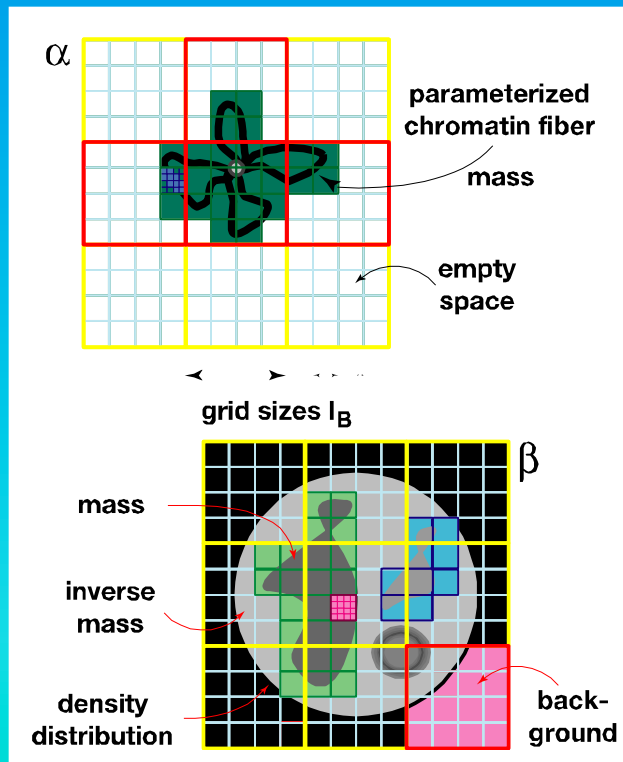 α
parameterized
chromatin fiber
mass
empty
space
grid sizes l_B
β
mass
inverse
mass
density
distribution
back-
ground